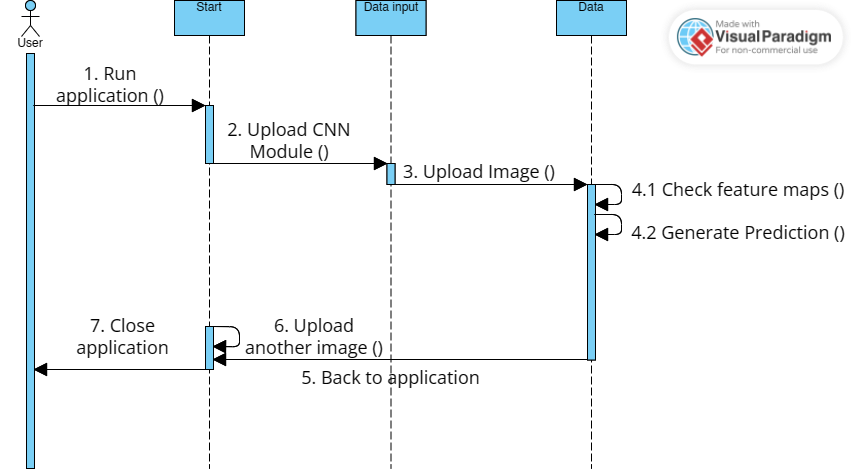 Start
Data input
Data
Made with
VisualParadigm
For non-commercial use
User
1. Run
application ()
2. Upload CNN
Module ()
3. Upload Image ()
4.1 Check feature maps ()
4.2 Generate Prediction ()
7. Close
application
6. Upload
another image ()
5. Back to application